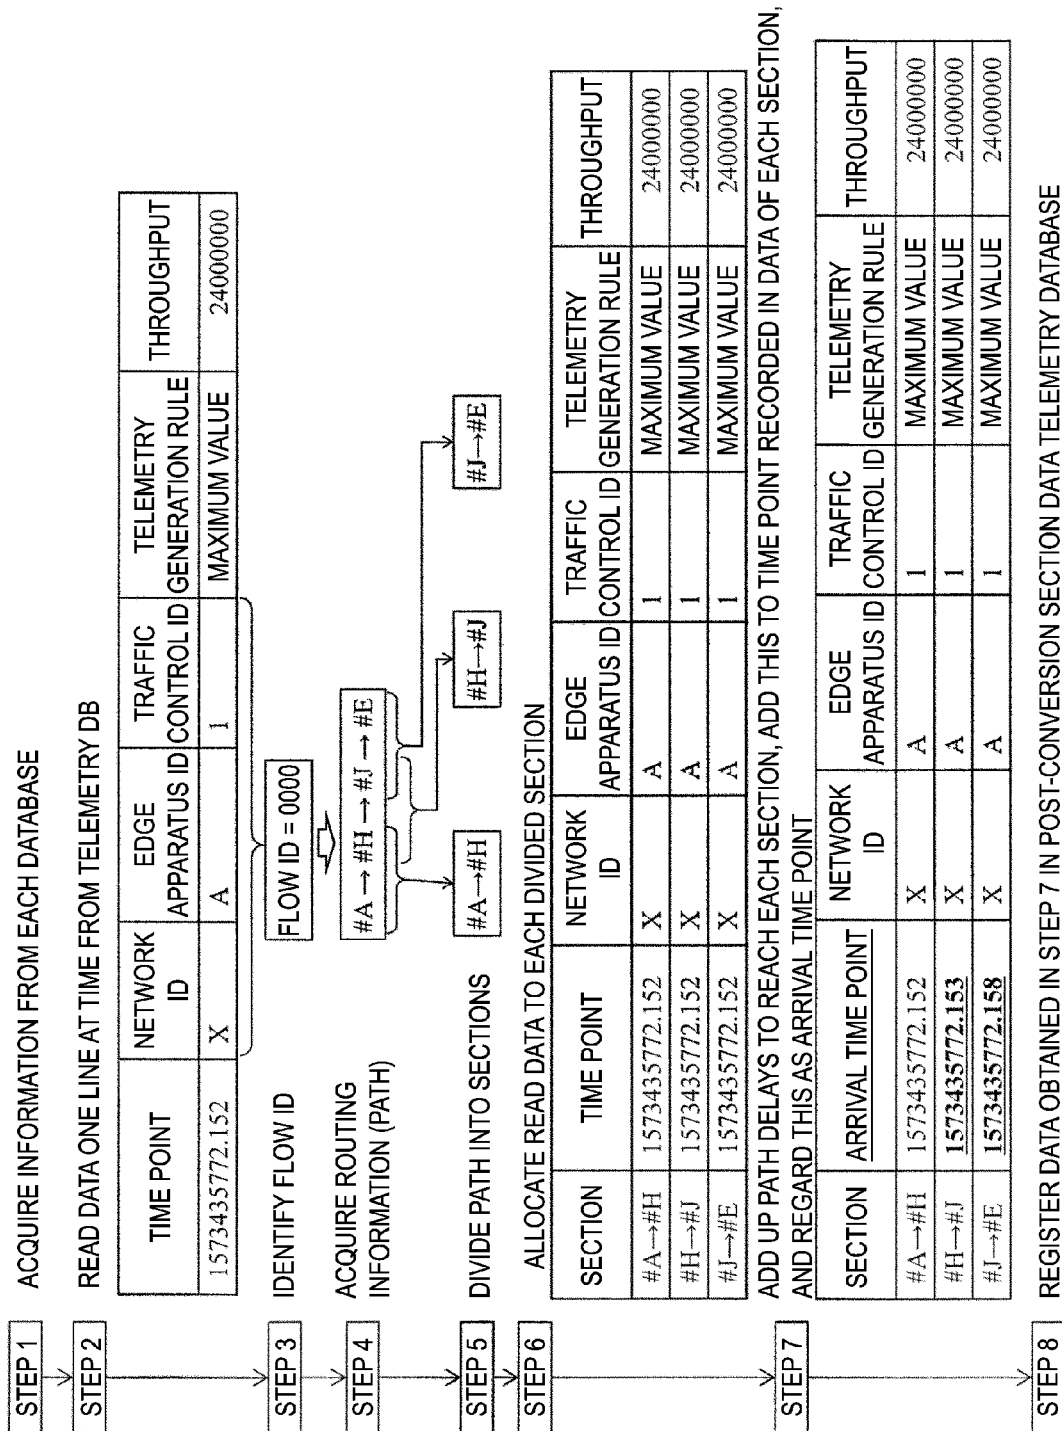 STEP 1
ACQUIRE INFORMATION FROM EACH DATABASE
STEP 2
READ DATA ONE LINE AT TIME FROM TELEMETRY DB
TIME POINT
NETWORK
ID
EDGE
APPARATUS ID
TRAFFIC
CONTROL ID
TELEMETRY
GENERATION RULE
THROUGHPUT
1573435772.152
X
A
1
MAXIMUM VALUE
24000000
STEP 3
IDENTIFY FLOW ID
FLOW ID = 0000
STEP 4
ACQUIRE ROUTING
INFORMATION (PATH)
#A → #H → #J → #E
STEP 5
DIVIDE PATH INTO SECTIONS
#A→#H
#H→#J
#J→#E
STEP 6
ALLOCATE READ DATA TO EACH DIVIDED SECTION
SECTION
TIME POINT
NETWORK
ID
EDGE
APPARATUS ID
TRAFFIC
CONTROL ID
TELEMETRY
GENERATION RULE
THROUGHPUT
#A→#H 1573435772.152 X A 1 MAXIMUM VALUE 24000000
#H→#J 1573435772.152 X A 1 MAXIMUM VALUE 24000000
#J→#E 1573435772.152 X A 1 MAXIMUM VALUE 24000000
STEP 7
ADD UP PATH DELAYS TO REACH EACH SECTION, ADD THIS TO TIME POINT RECORDED IN DATA OF EACH SECTION,
AND REGARD THIS AS ARRIVAL TIME POINT
SECTION
ARRIVAL TIME POINT
NETWORK
ID
EDGE
APPARATUS ID
TRAFFIC
CONTROL ID
TELEMETRY
GENERATION RULE
THROUGHPUT
#A→#H 1573435772.152 X A 1 MAXIMUM VALUE 24000000
#H→#J 1573435772.153 X A 1 MAXIMUM VALUE 24000000
#J→#E 1573435772.158 X A 1 MAXIMUM VALUE 24000000
STEP 8
REGISTER DATA OBTAINED IN STEP 7 IN POST-CONVERSION SECTION DATA TELEMETRY DATABASE